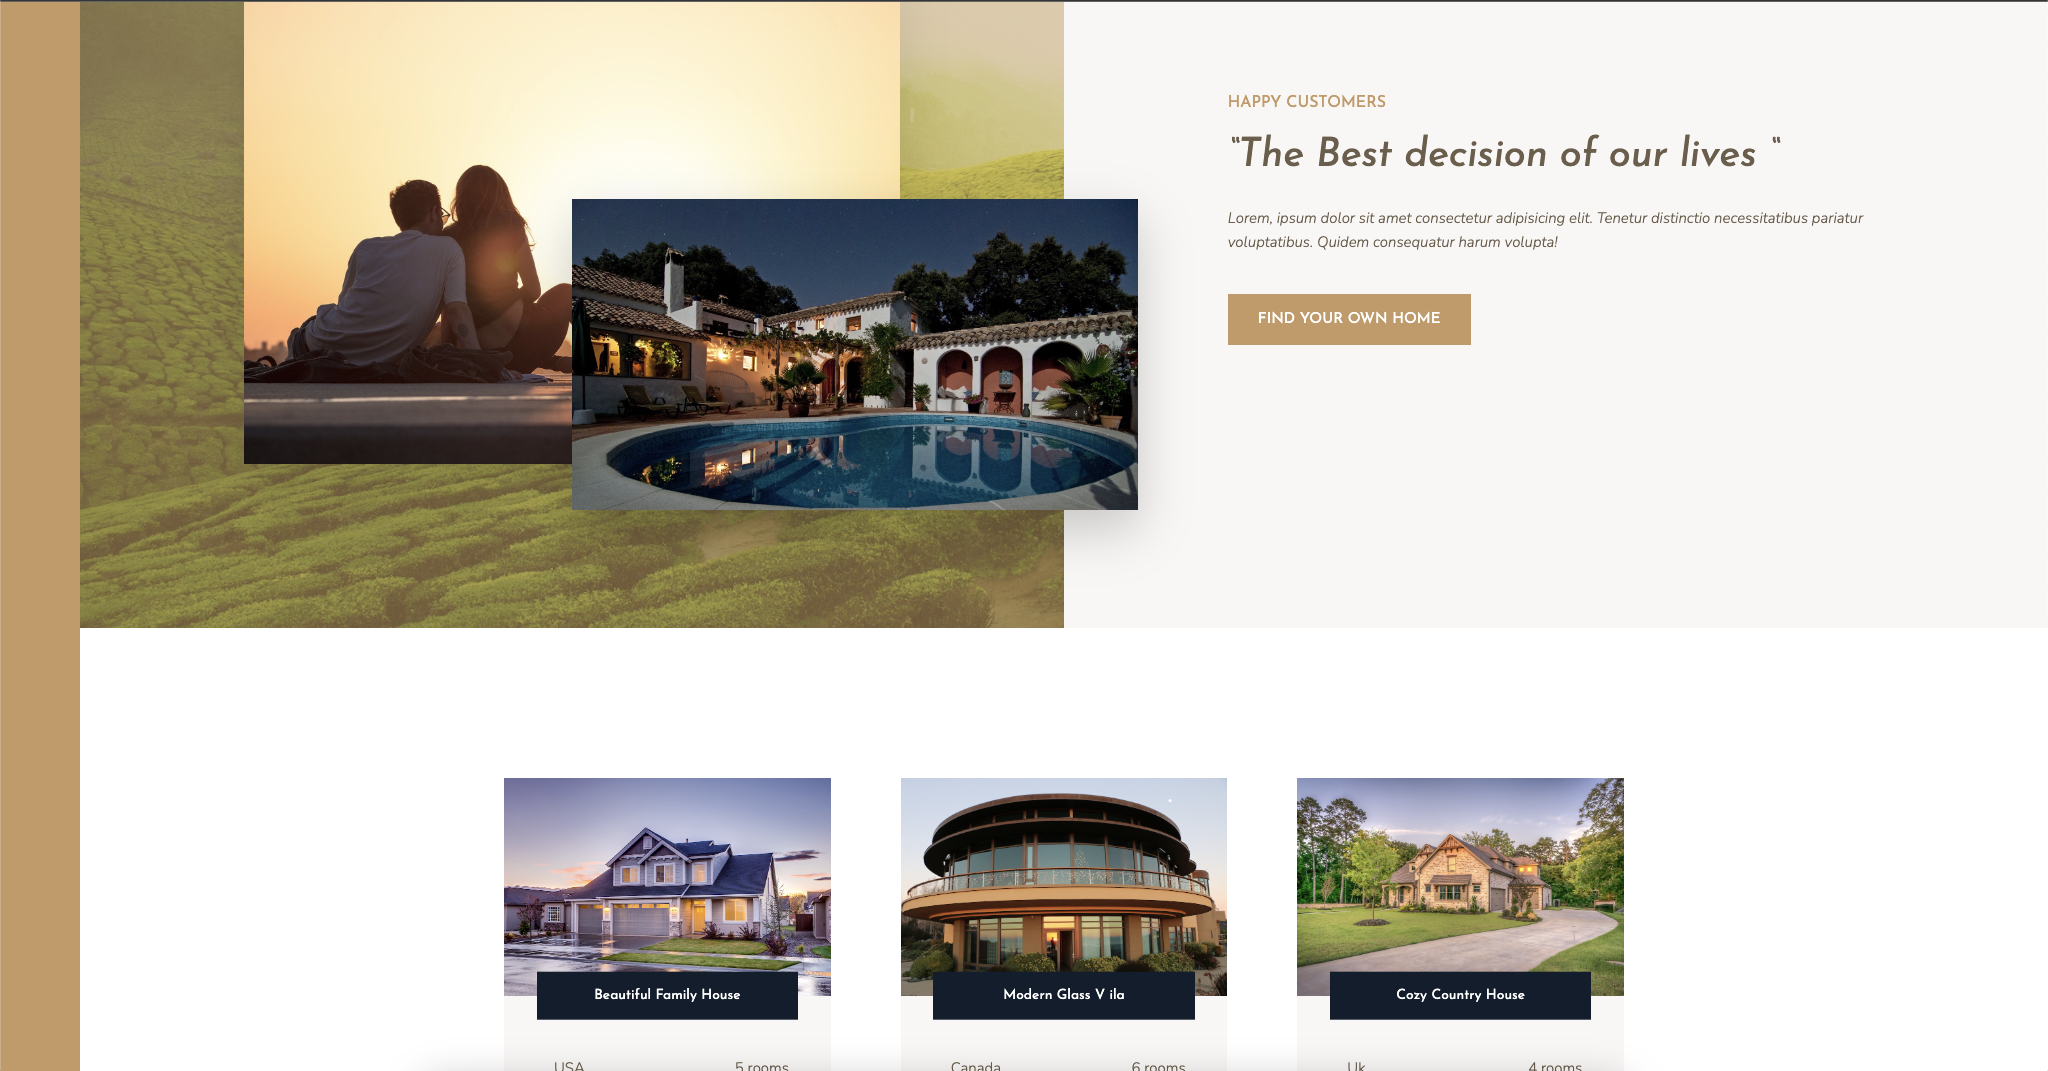 HAPPY CUSTOMERS
“The Best decision of our lives “
Lorem, ipsum dolor sit amet consectetur adipisicing elit. Tenetur distinctio necessitatibus pariatur
voluptatibus. Quidem consequatur harum volupta!
FIND YOUR OWN HOME
Beautiful Family House
Modern Glass V ila
Cozy Country House
USA 5 rooms
Canada 6 rooms
Uk 4 rooms